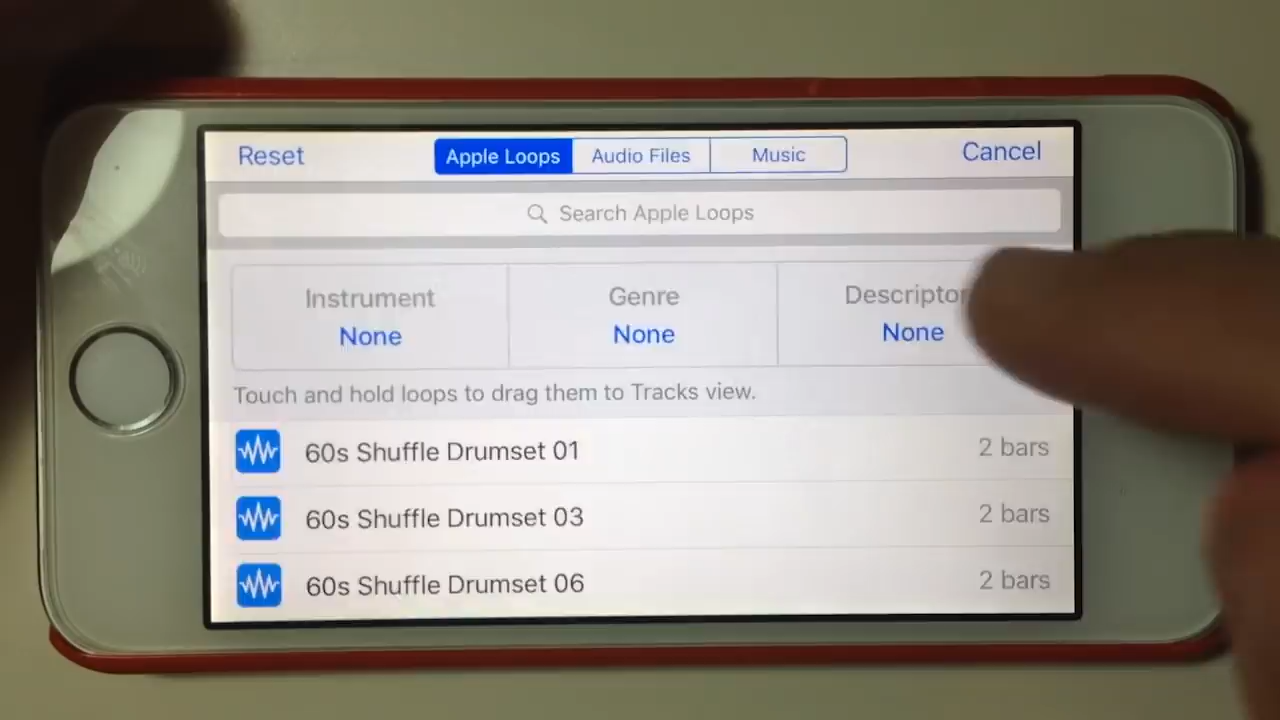 Reset Apple Loops Audio Files Music Cancel
Search Apple Loops
Instrument Genre Descriptor
None None None
Touch and hold loops to drag them to Tracks view.
60s Shuffle Drumset 01 2 bars
60s Shuffle Drumset 03 2 bars
60s Shuffle Drumset 06 2 bars